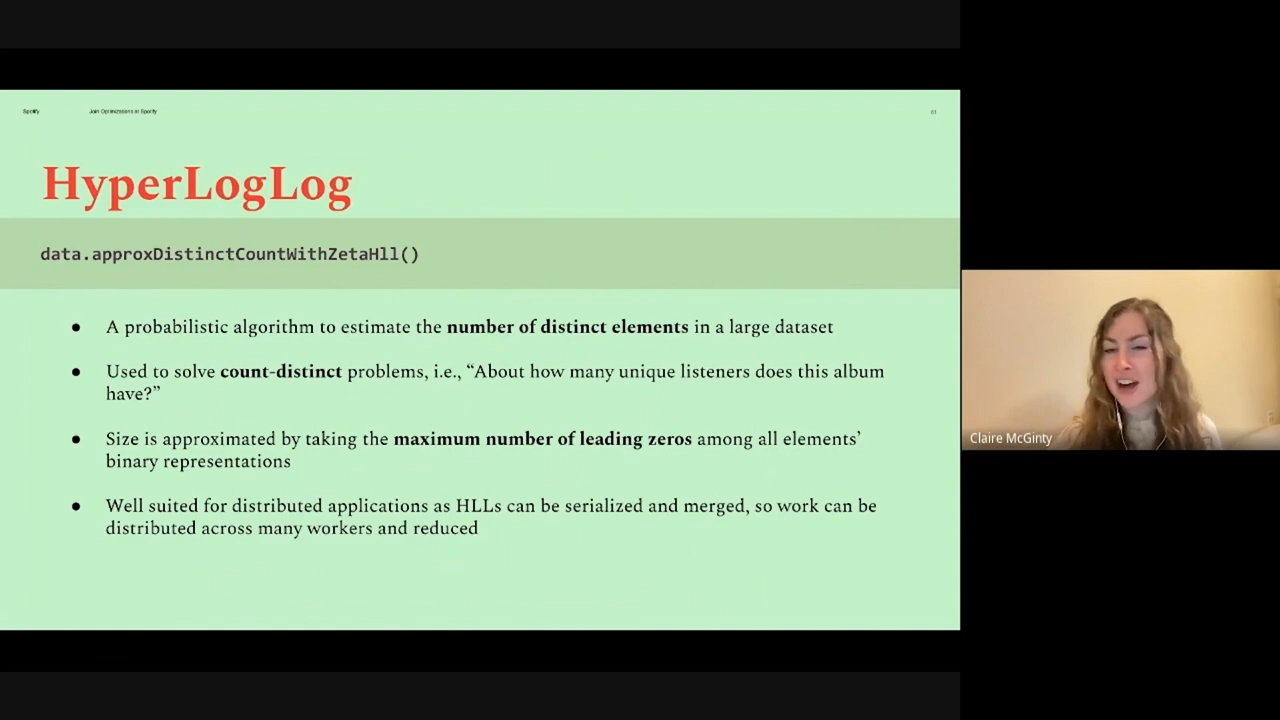 Spotify
Join Optimizations at Spotify
HyperLogLog
data.approxDistinctCountWithZetaHll()
● A probabilistic algorithm to estimate the number of distinct elements in a large dataset
● Used to solve count-distinct problems, i.e., “About how many unique listeners does this album
have?”
● Size is approximated by taking the maximum number of leading zeros among all elements’
binary representations
● Well suited for distributed applications as HLLs can be serialized and merged, so work can be
distributed across many workers and reduced
Claire McGinty